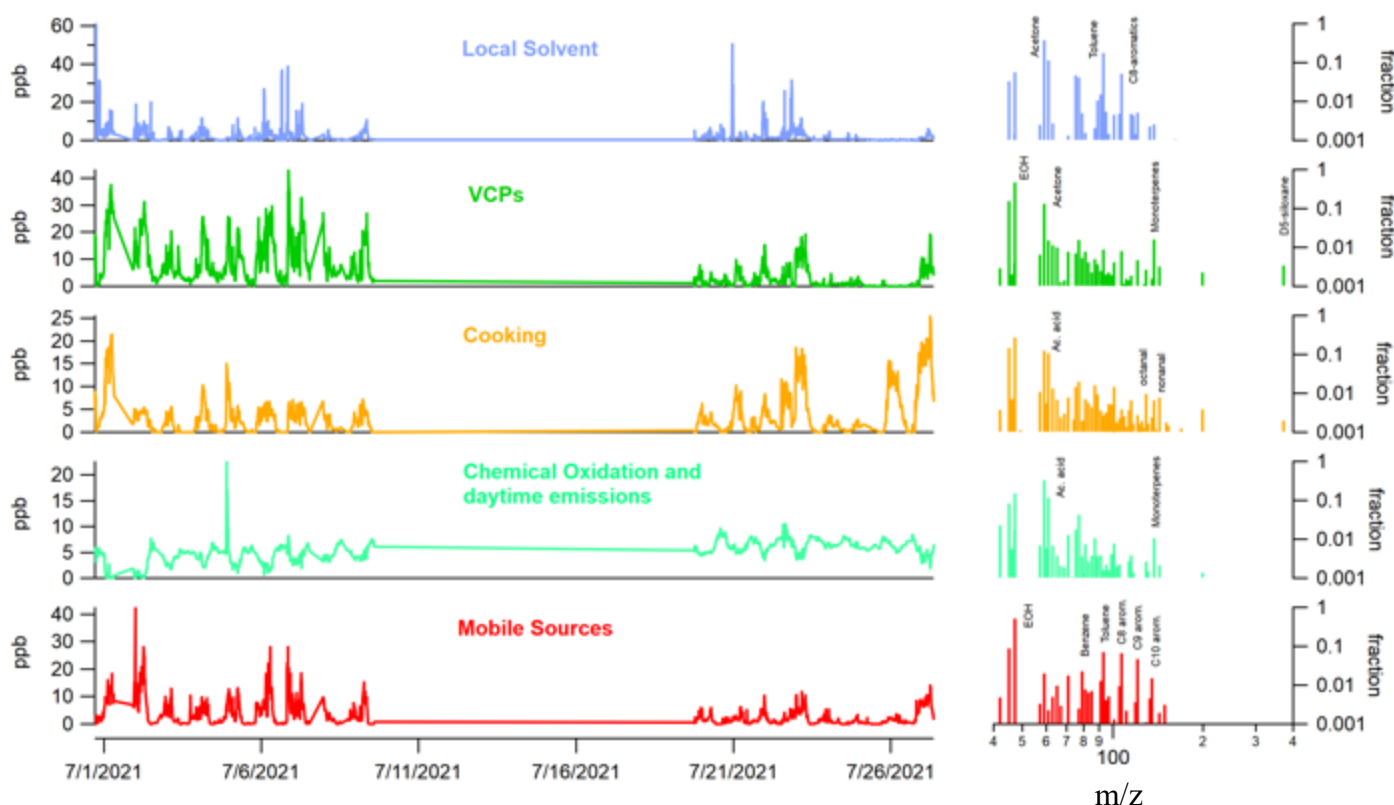 60
40
20
0
ppb
Local Solvent
Acetone
Toluene
C8-aromatics
1
0.1
0.01
0.001
fraction
40
30
20
10
0
ppb
VCPs
EOH
Acetone
Monoterpenes
D5-siloxane
1
0.1
0.01
0.001
fraction
25
20
15
10
5
0
ppb
Cooking
Ac. acid
octanal
nonanal
1
0.1
0.01
0.001
fraction
20
15
10
5
0
ppb
Chemical Oxidation and
daytime emissions
Ac. acid
Monoterpenes
1
0.1
0.01
0.001
fraction
40
30
20
10
0
ppb
Mobile Sources
EOH
Benzene
Toluene
C8 arom.
C9 arom.
C10 arom.
1
0.1
0.01
0.001
fraction
7/1/2021 7/6/2021 7/11/2021 7/16/2021 7/21/2021 7/26/2021
4 5 6 7 8 9 100 2 3 4
m/z